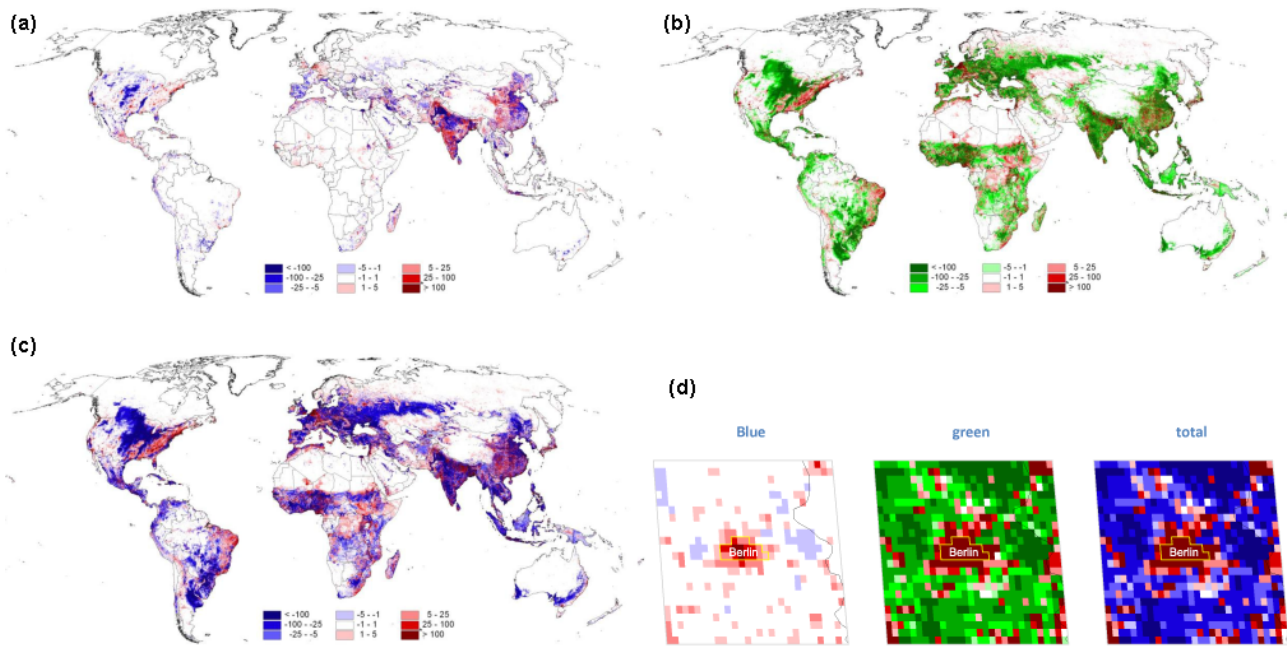 (a)
< -100 -5 - -1 5 - 25
-100 - -25 -1 - 1 25 - 100
-25 - -5 1 - 5 > 100
(b)
< -100 -5 - -1 5 - 25
-100 - -25 -1 - 1 25 - 100
-25 - -5 1 - 5 > 100
(c)
< -100 -5 - -1 5 - 25
-100 - -25 -1 - 1 25 - 100
-25 - -5 1 - 5 > 100
(d)
Blue green total
Berlin Berlin Berlin